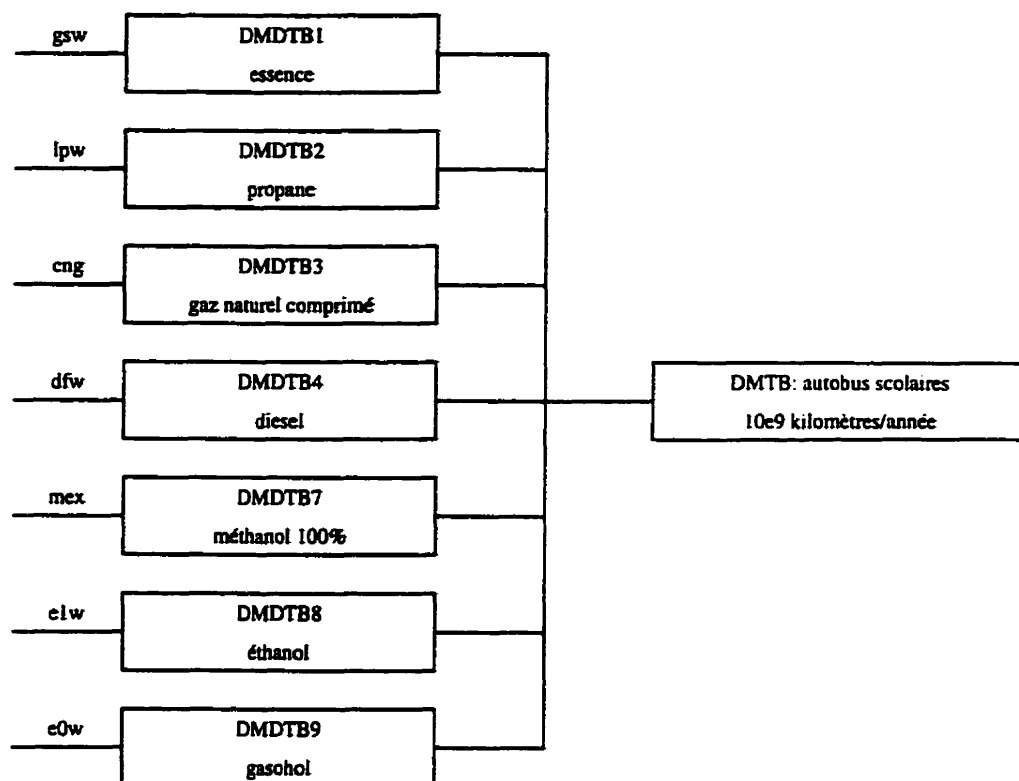 gsw
DMDTB1
essence
lpw
DMDTB2
propane
cng
DMDTB3
gaz naturel comprimé
dfw
DMDTB4
diesel
DMTB: autobus scolaires
10e9 kilomètres/année
mex
DMDTB7
méthanol 100%
e1w
DMDTB8
éthanol
e0w
DMDTB9
gasohol